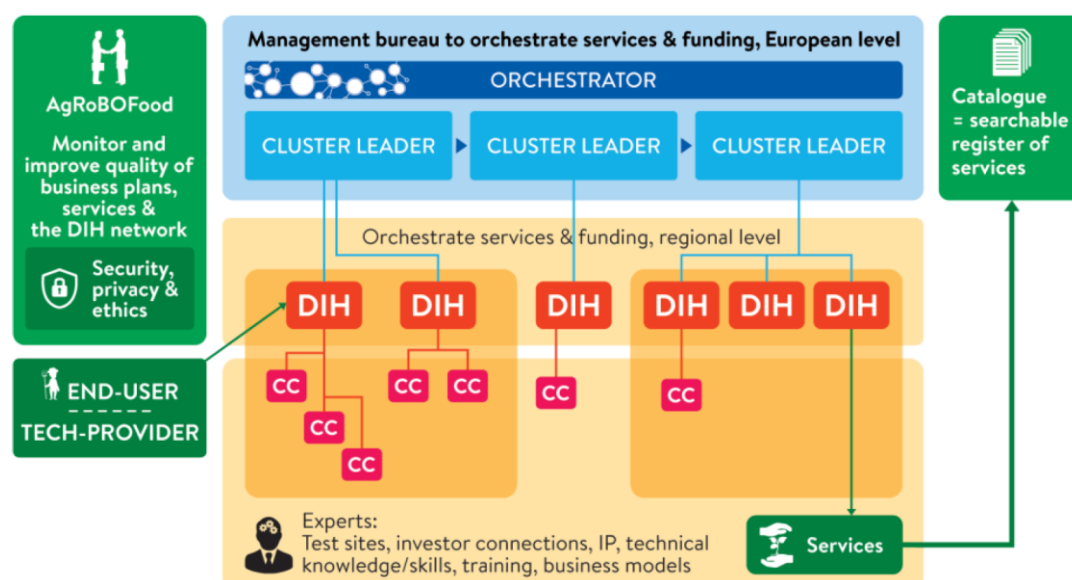 AgRoBOFood
Monitor and
improve quality of
business plans,
services &
the DIH network
Security,
privacy &
ethics
END-USER
TECH-PROVIDER
Management bureau to orchestrate services & funding, European level
ORCHESTRATOR
CLUSTER LEADER
CLUSTER LEADER
CLUSTER LEADER
Orchestrate services & funding, regional level
DIH
DIH
DIH
DIH
DIH
DIH
CC
CC
CC
CC
CC
CC
CC
Experts:
Test sites, investor connections, IP, technical
knowledge/skills, training, business models
Services
Catalogue
= searchable
register of
services